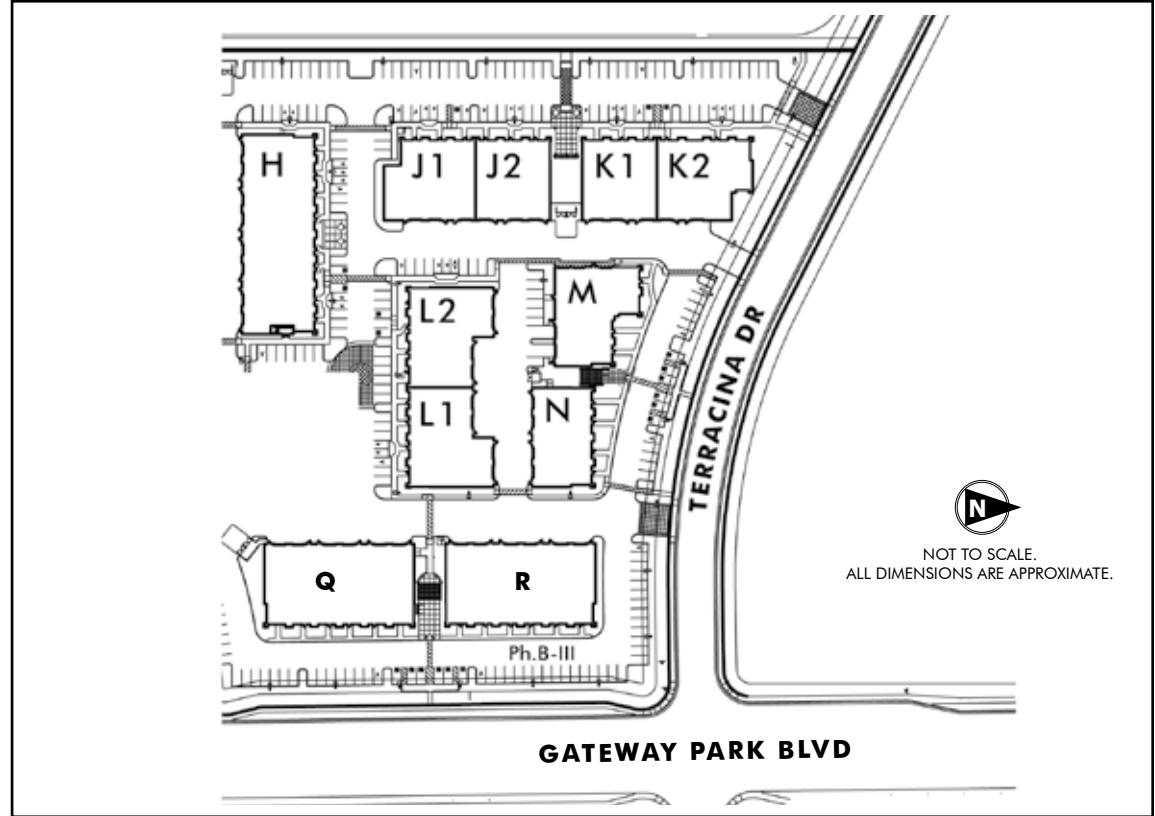 H
J1
J2
K1
K2
L2
M
L1
N
TERRACINA DR
N
NOT TO SCALE.
ALL DIMENSIONS ARE APPROXIMATE.
Q
R
Ph.B-III
GATEWAY PARK BLVD